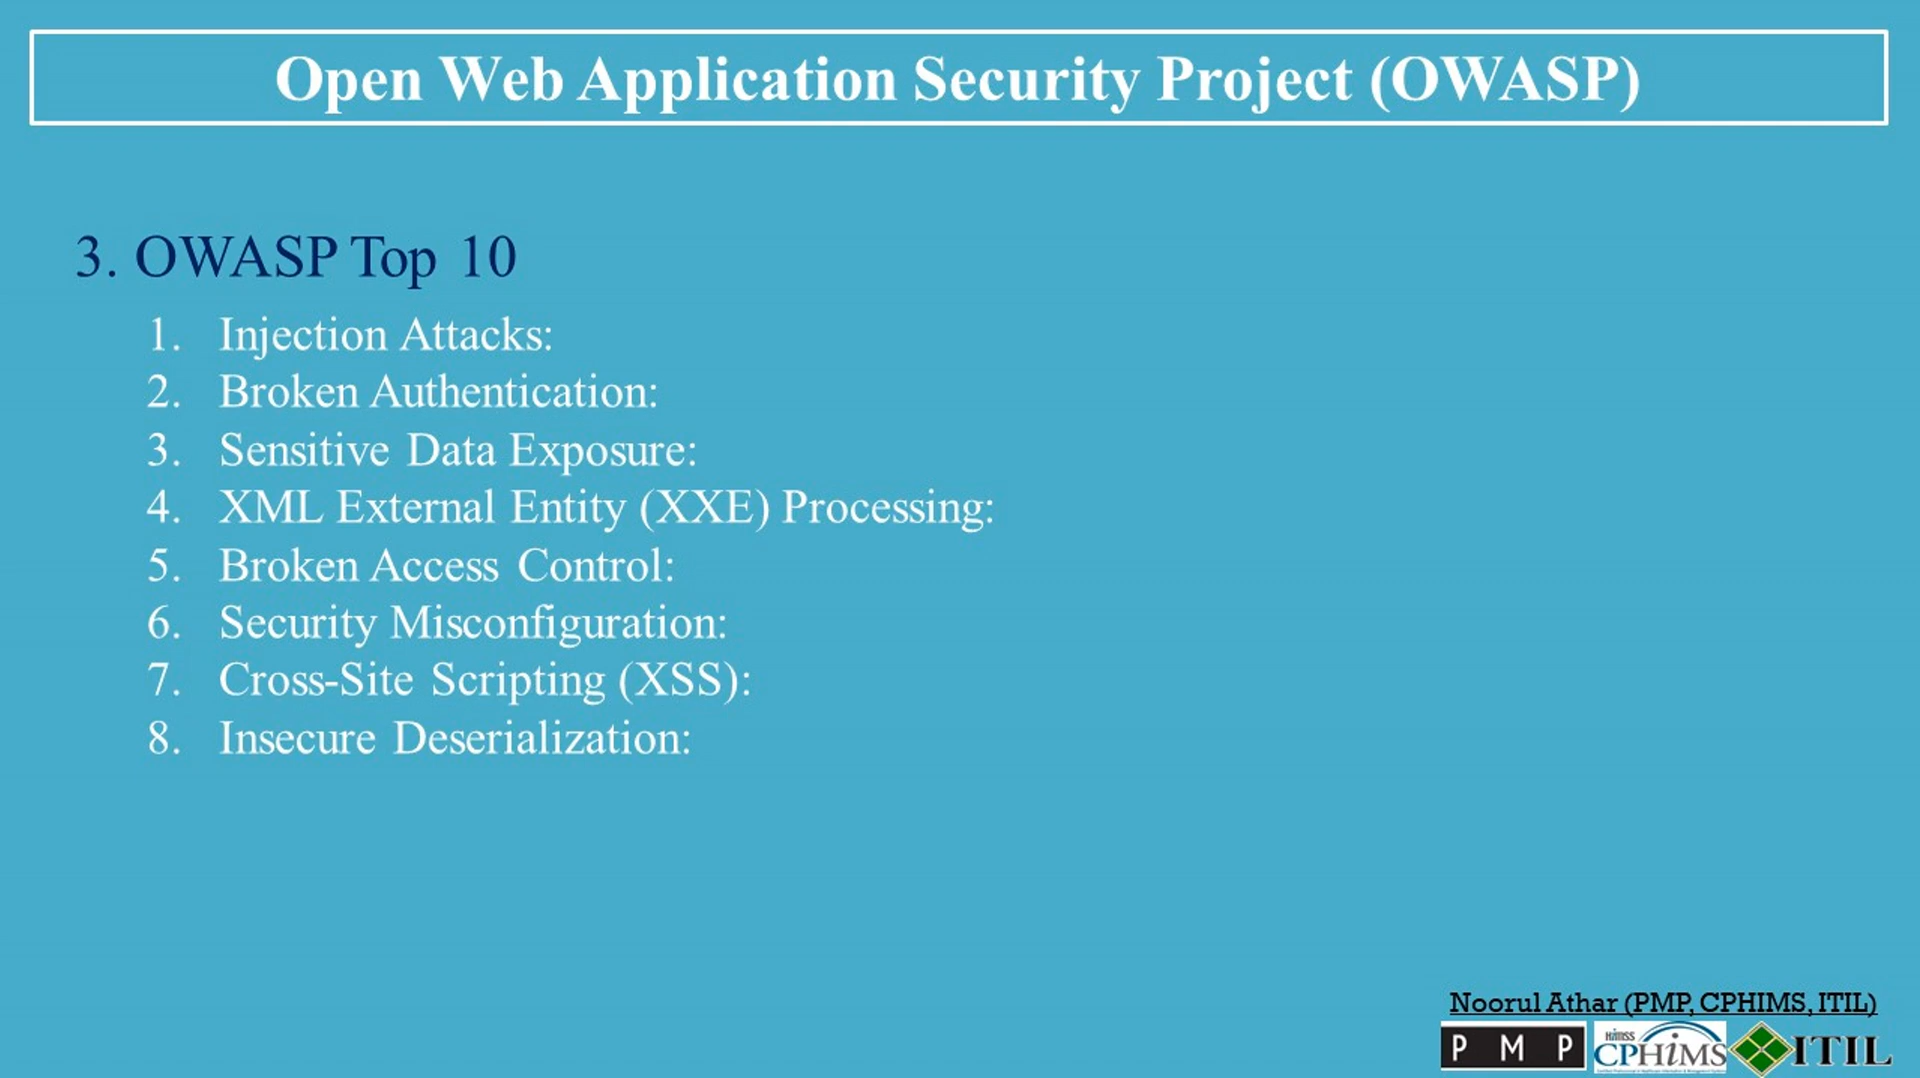 Open Web Application Security Project (OWASP)
3. OWASP Top 10
1. Injection Attacks:
2. Broken Authentication:
3. Sensitive Data Exposure:
4. XML External Entity (XXE) Processing:
5. Broken Access Control:
6. Security Misconfiguration:
7. Cross-Site Scripting (XSS):
8. Insecure Deserialization:
Noorul Athar (PMP, CPHIMS, ITIL)
PMP
HIMSS
CPHIMS
ITIL